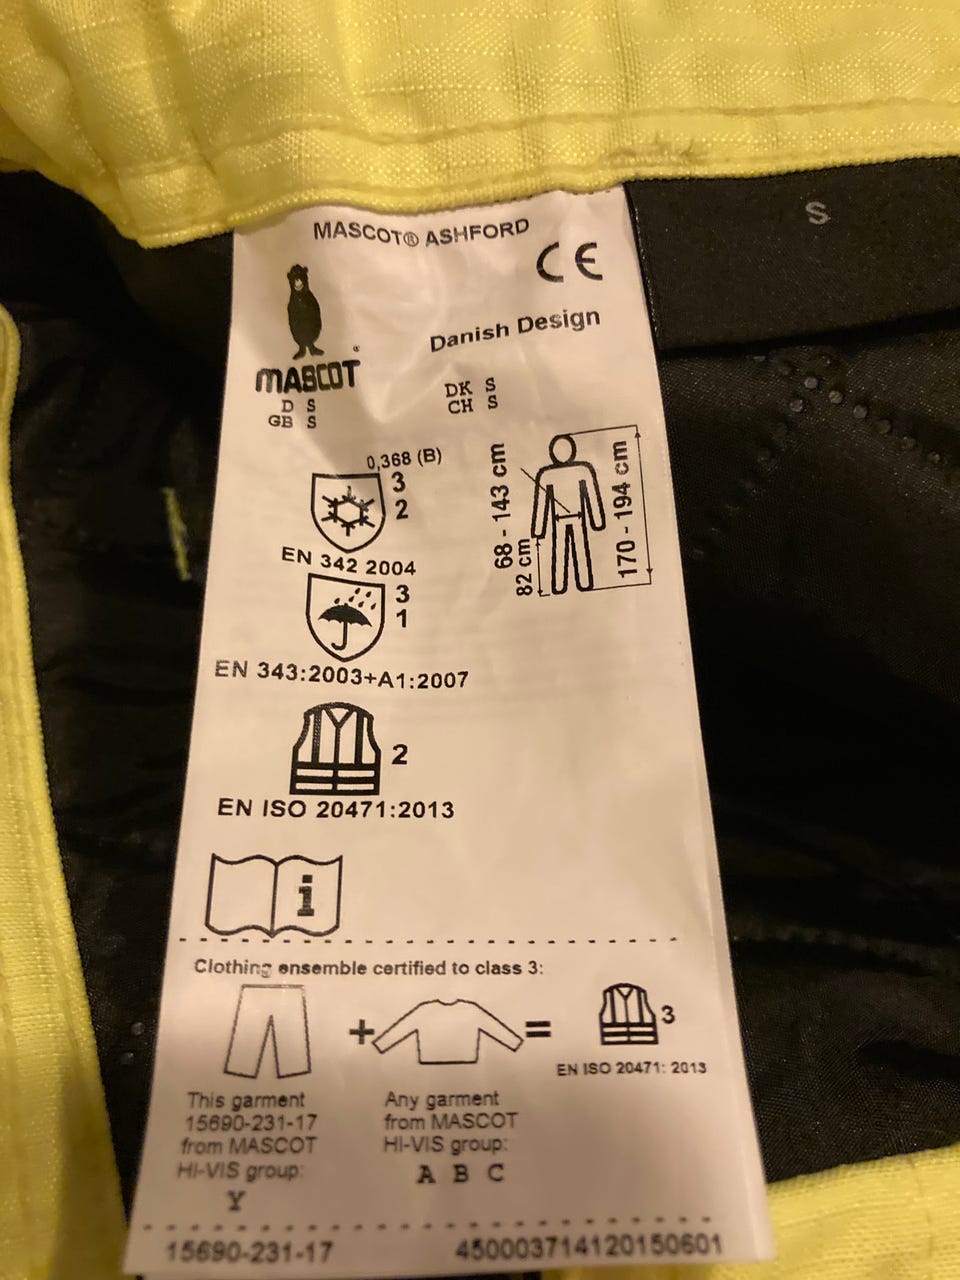 S
MASCOT® ASHFORD
CE
Danish Design
MASCOT®
D S
GB S
DK S
CH S
0,368 (B)
3
2
EN 342 2004
68 - 143 cm
82 cm
170 - 194 cm
3
1
EN 343:2003+A1:2007
2
EN ISO 20471:2013
i
Clothing ensemble certified to class 3:
+
=
3
EN ISO 20471: 2013
This garment
15690-231-17
from MASCOT
HI-VIS group:
Y
Any garment
from MASCOT
HI-VIS group:
A B C
15690-231-17
450003714120150601